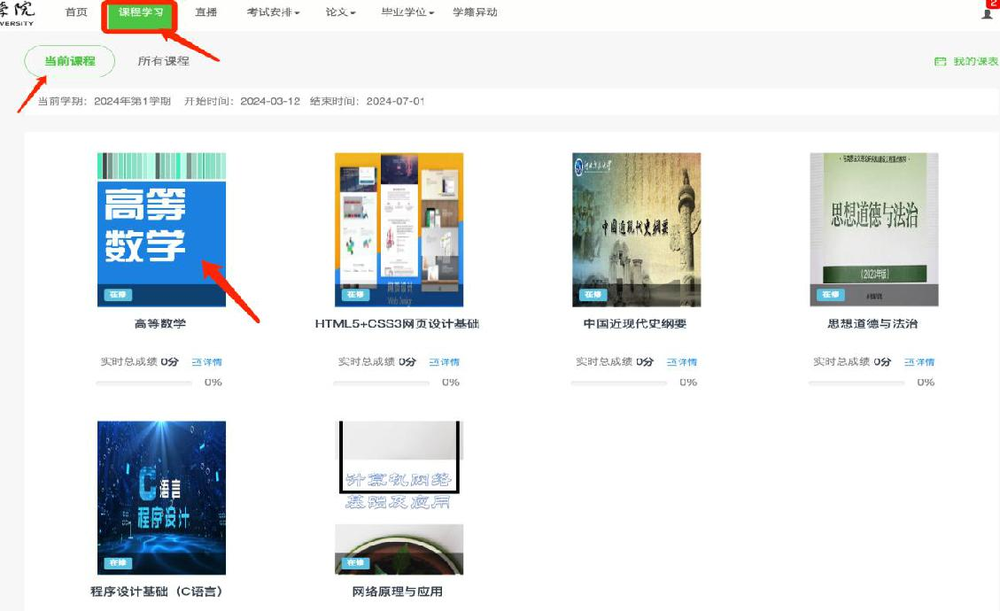 学院
VERSITY
首页 课程学习 直播 考试安排 论文 毕业学位 学籍异动
2
当前课程 所有课程 我的课表
当前学期：2024年第1学期 开始时间：2024-03-12 结束时间：2024-07-01
高等
数学
在修
网页设计
Web Design
在修
中国近现代史纲要
在修
思想道德与法治
(2023年版)
在修
高等数学
HTML5+CSS3网页设计基础
中国近现代史纲要
思想道德与法治
实时总成绩 0分 详情
实时总成绩 0分 详情
实时总成绩 0分 详情
实时总成绩 0分 详情
0%
0%
0%
0%
C语言
程序设计
在修
计算机网络
基础及应用
在修
程序设计基础（C语言）
网络原理与应用